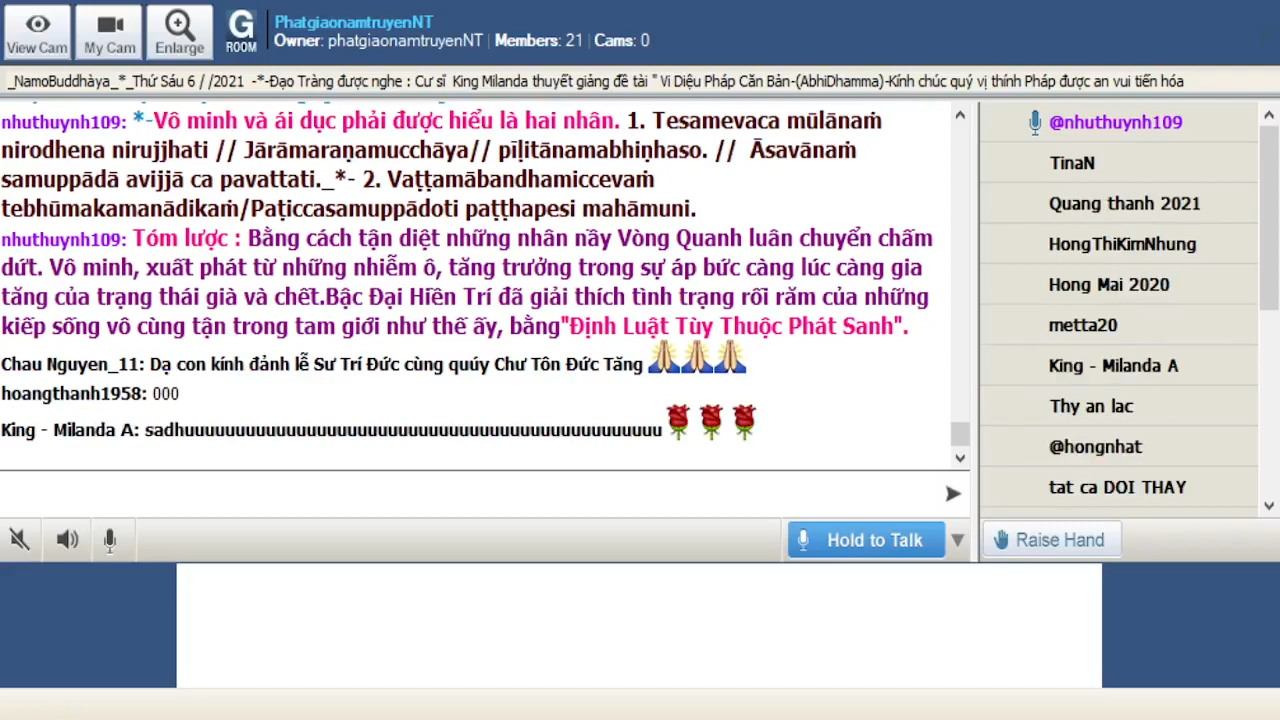 View Cam
My Cam
Enlarge
G
ROOM
PhatgiaonamtruyenNT
Owner: phatgiaonamtruyenNT | Members: 21 | Cams: 0
_NamoBuddhàya_*_Thứ Sáu 6 / /2021 -*-Đạo Tràng được nghe : Cư sĩ King Milanda thuyết giảng đề tài " Vi Diệu Pháp Căn Bản-(AbhiDhamma)-Kính chúc quý vị thính Pháp được an vui tiến hóa
nhuthuynh109: *-Vô minh và ái dục phải được hiểu là hai nhân. 1. Tesamevaca mūlānaṁ
nirodhena nirujjhati // Jārāmaraṇamucchāya// pīḷitānamabhiṇhaso. // Āsavānaṁ
samuppādā avijjā ca pavattati._*- 2. Vaṭṭamābandhamiccevaṁ
tebhūmakamanādikaṁ/Paṭiccasamuppādoti paṭṭhapesi mahāmuni.
nhuthuynh109: Tóm lược : Bằng cách tận diệt những nhân nầy Vòng Quanh luân chuyển chấm
dứt. Vô minh, xuất phát từ những nhiễm ô, tăng trưởng trong sự áp bức càng lúc càng gia
tăng của trạng thái già và chết.Bậc Đại Hiền Trí đã giải thích tình trạng rối răm của những
kiếp sống vô cùng tận trong tam giới như thế ấy, bằng"Định Luật Tùy Thuộc Phát Sanh".
Chau Nguyen_11: Dạ con kính đảnh lễ Sư Trí Đức cùng quúy Chư Tôn Đức Tăng
hoangthanh1958: 000
King - Milanda A: sadhuuuuuuuuuuuuuuuuuuuuuuuuuuuuuuuuuuuuuuuuuuuuuuu
Hold to Talk
@nhuthuynh109
TinaN
Quang thanh 2021
HongThiKimNhung
Hong Mai 2020
metta20
King - Milanda A
Thy an lac
@hongnhat
tat ca DOI THAY
Raise Hand